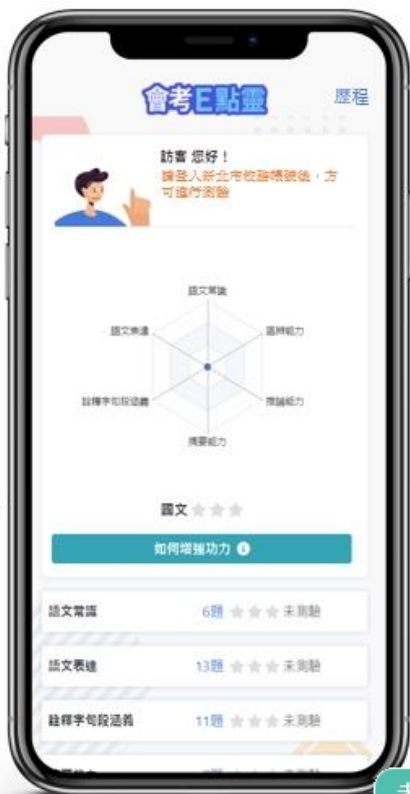 會考E點靈
歷程
訪客 您好！
請登入新北市校務帳號後，方
可進行測驗
語文常識
語文表達
區辨能力
詮釋字句段涵義
推論能力
摘要能力
國文
如何增強功力
語文常識 6題 未測驗
語文表達 13題 未測驗
詮釋字句段涵義 11題 未測驗